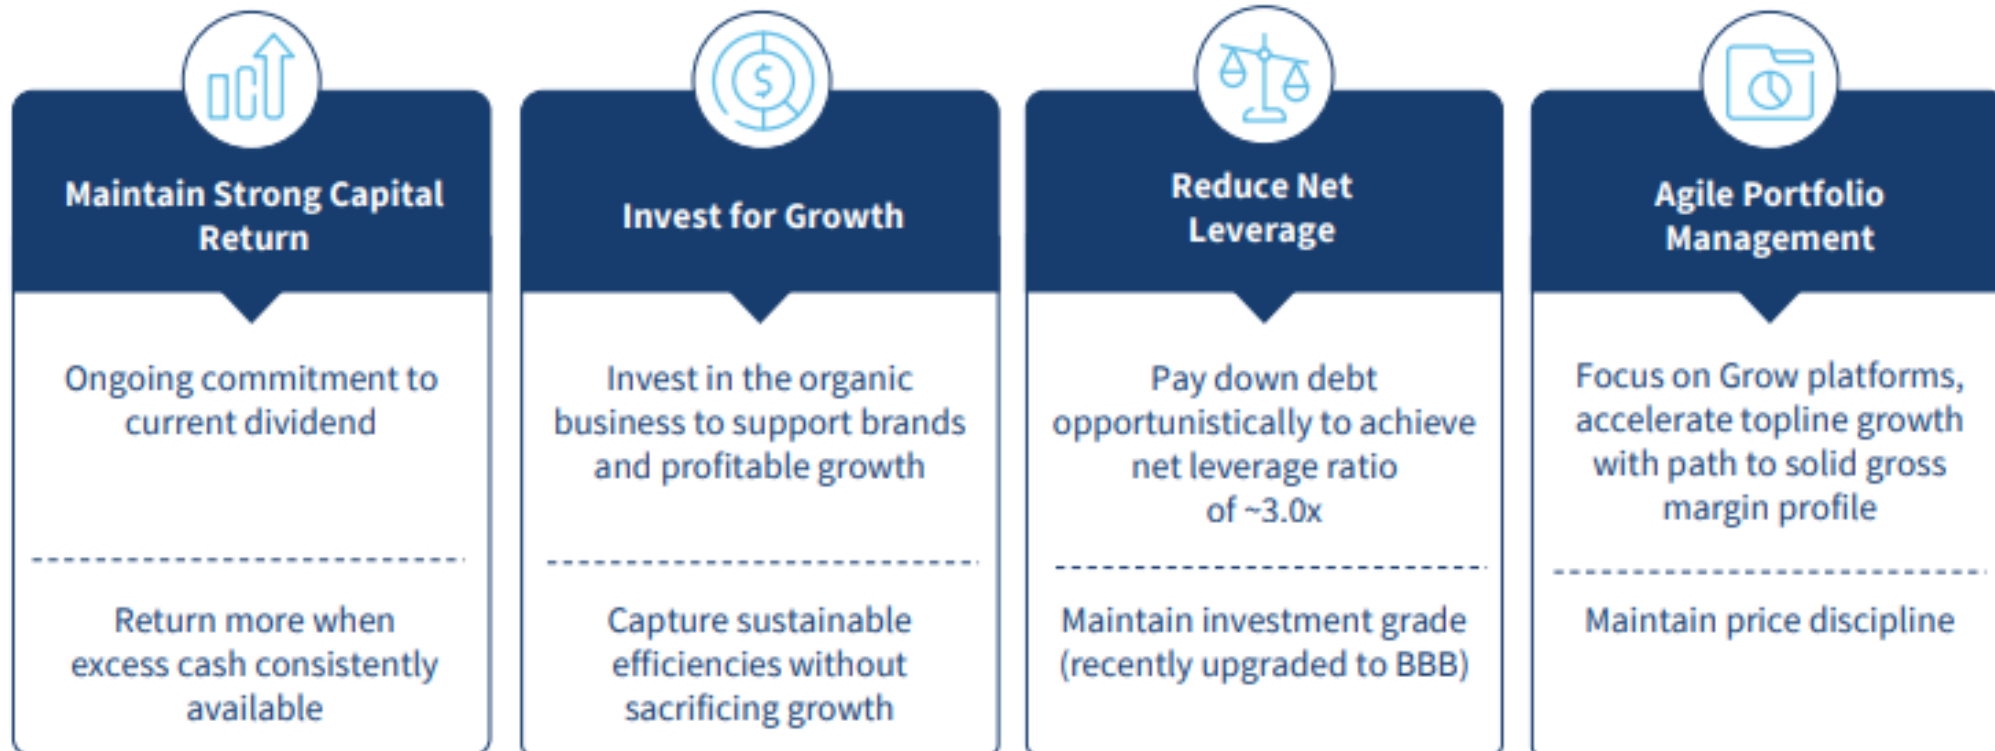 Maintain Strong Capital
Return
Ongoing commitment to
current dividend
Return more when
excess cash consistently
available
Invest for Growth
Invest in the organic
business to support brands
and profitable growth
Capture sustainable
efficiencies without
sacrificing growth
Reduce Net
Leverage
Pay down debt
opportunistically to achieve
net leverage ratio
of ~3.0x
Maintain investment grade
(recently upgraded to BBB)
Agile Portfolio
Management
Focus on Grow platforms,
accelerate topline growth
with path to solid gross
margin profile
Maintain price discipline